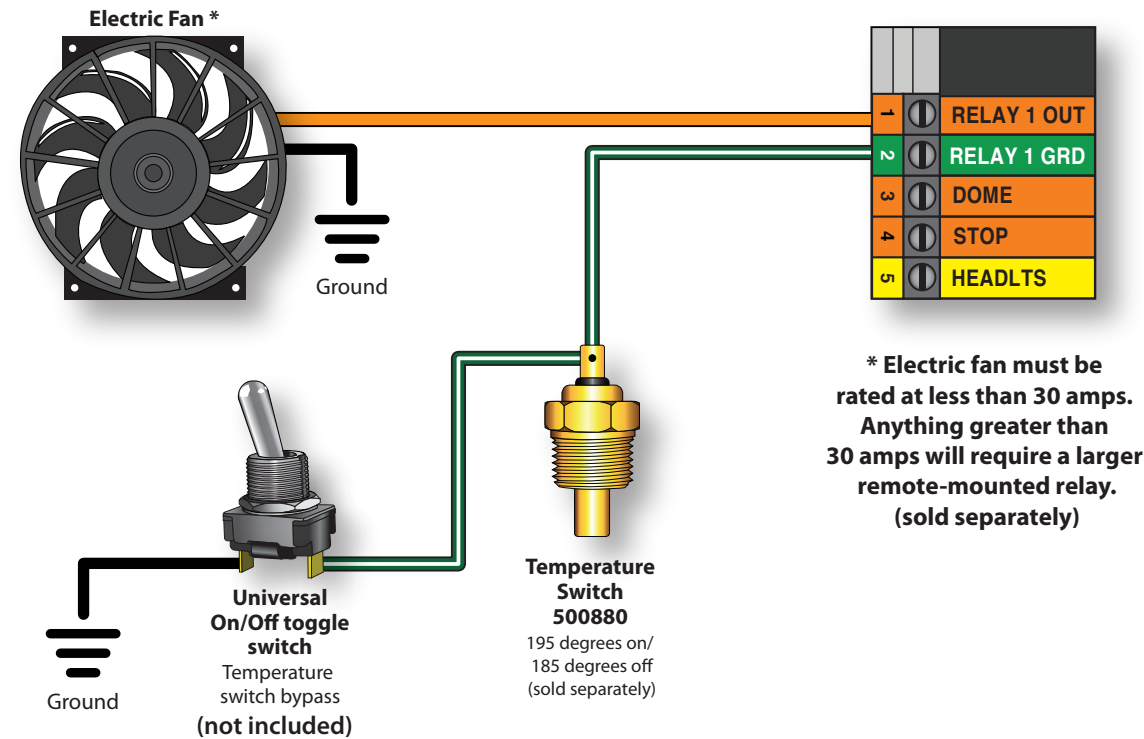 Electric Fan *
Ground
1 RELAY 1 OUT
2 RELAY 1 GRD
3 DOME
4 STOP
5 HEADLTS
* Electric fan must be
rated at less than 30 amps.
Anything greater than
30 amps will require a larger
remote-mounted relay.
(sold separately)
Temperature
Switch
500880
195 degrees on/
185 degrees off
(sold separately)
Universal
On/Off toggle
switch
Temperature
switch bypass
(not included)
Ground